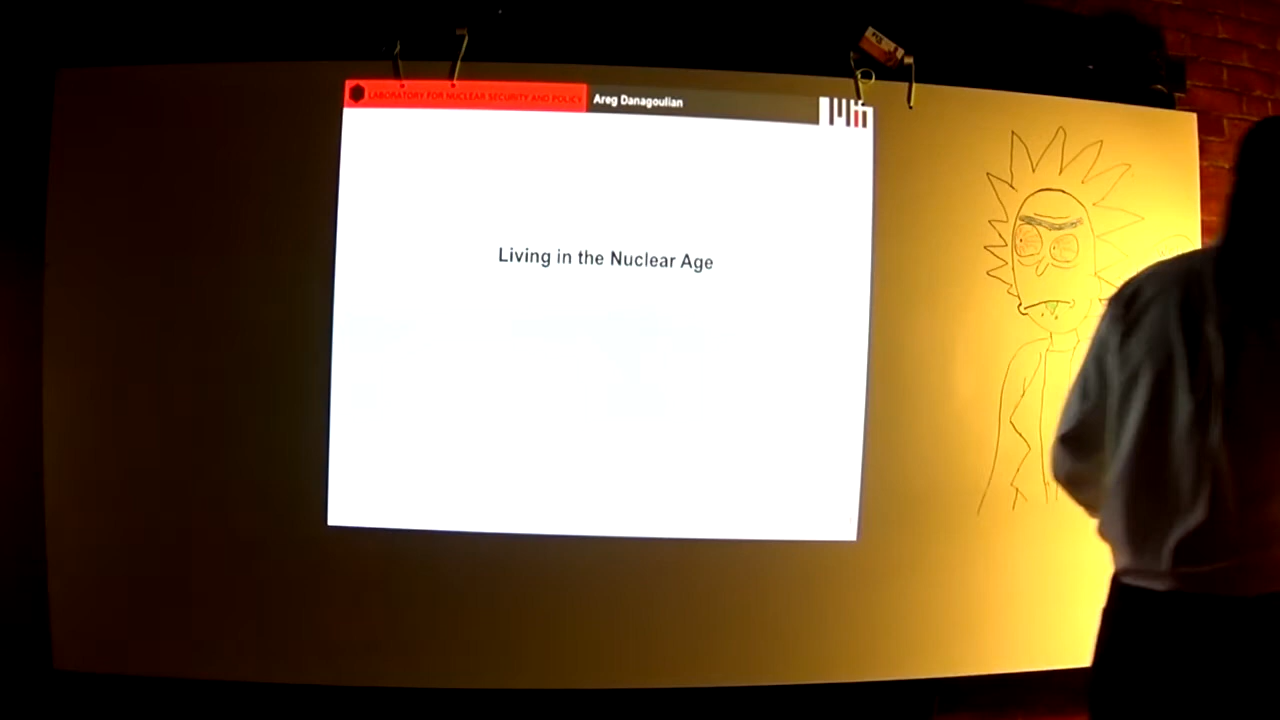 LABORATORY FOR NUCLEAR SECURITY AND POLICY
Areg Danagoulian
Living in the Nuclear Age